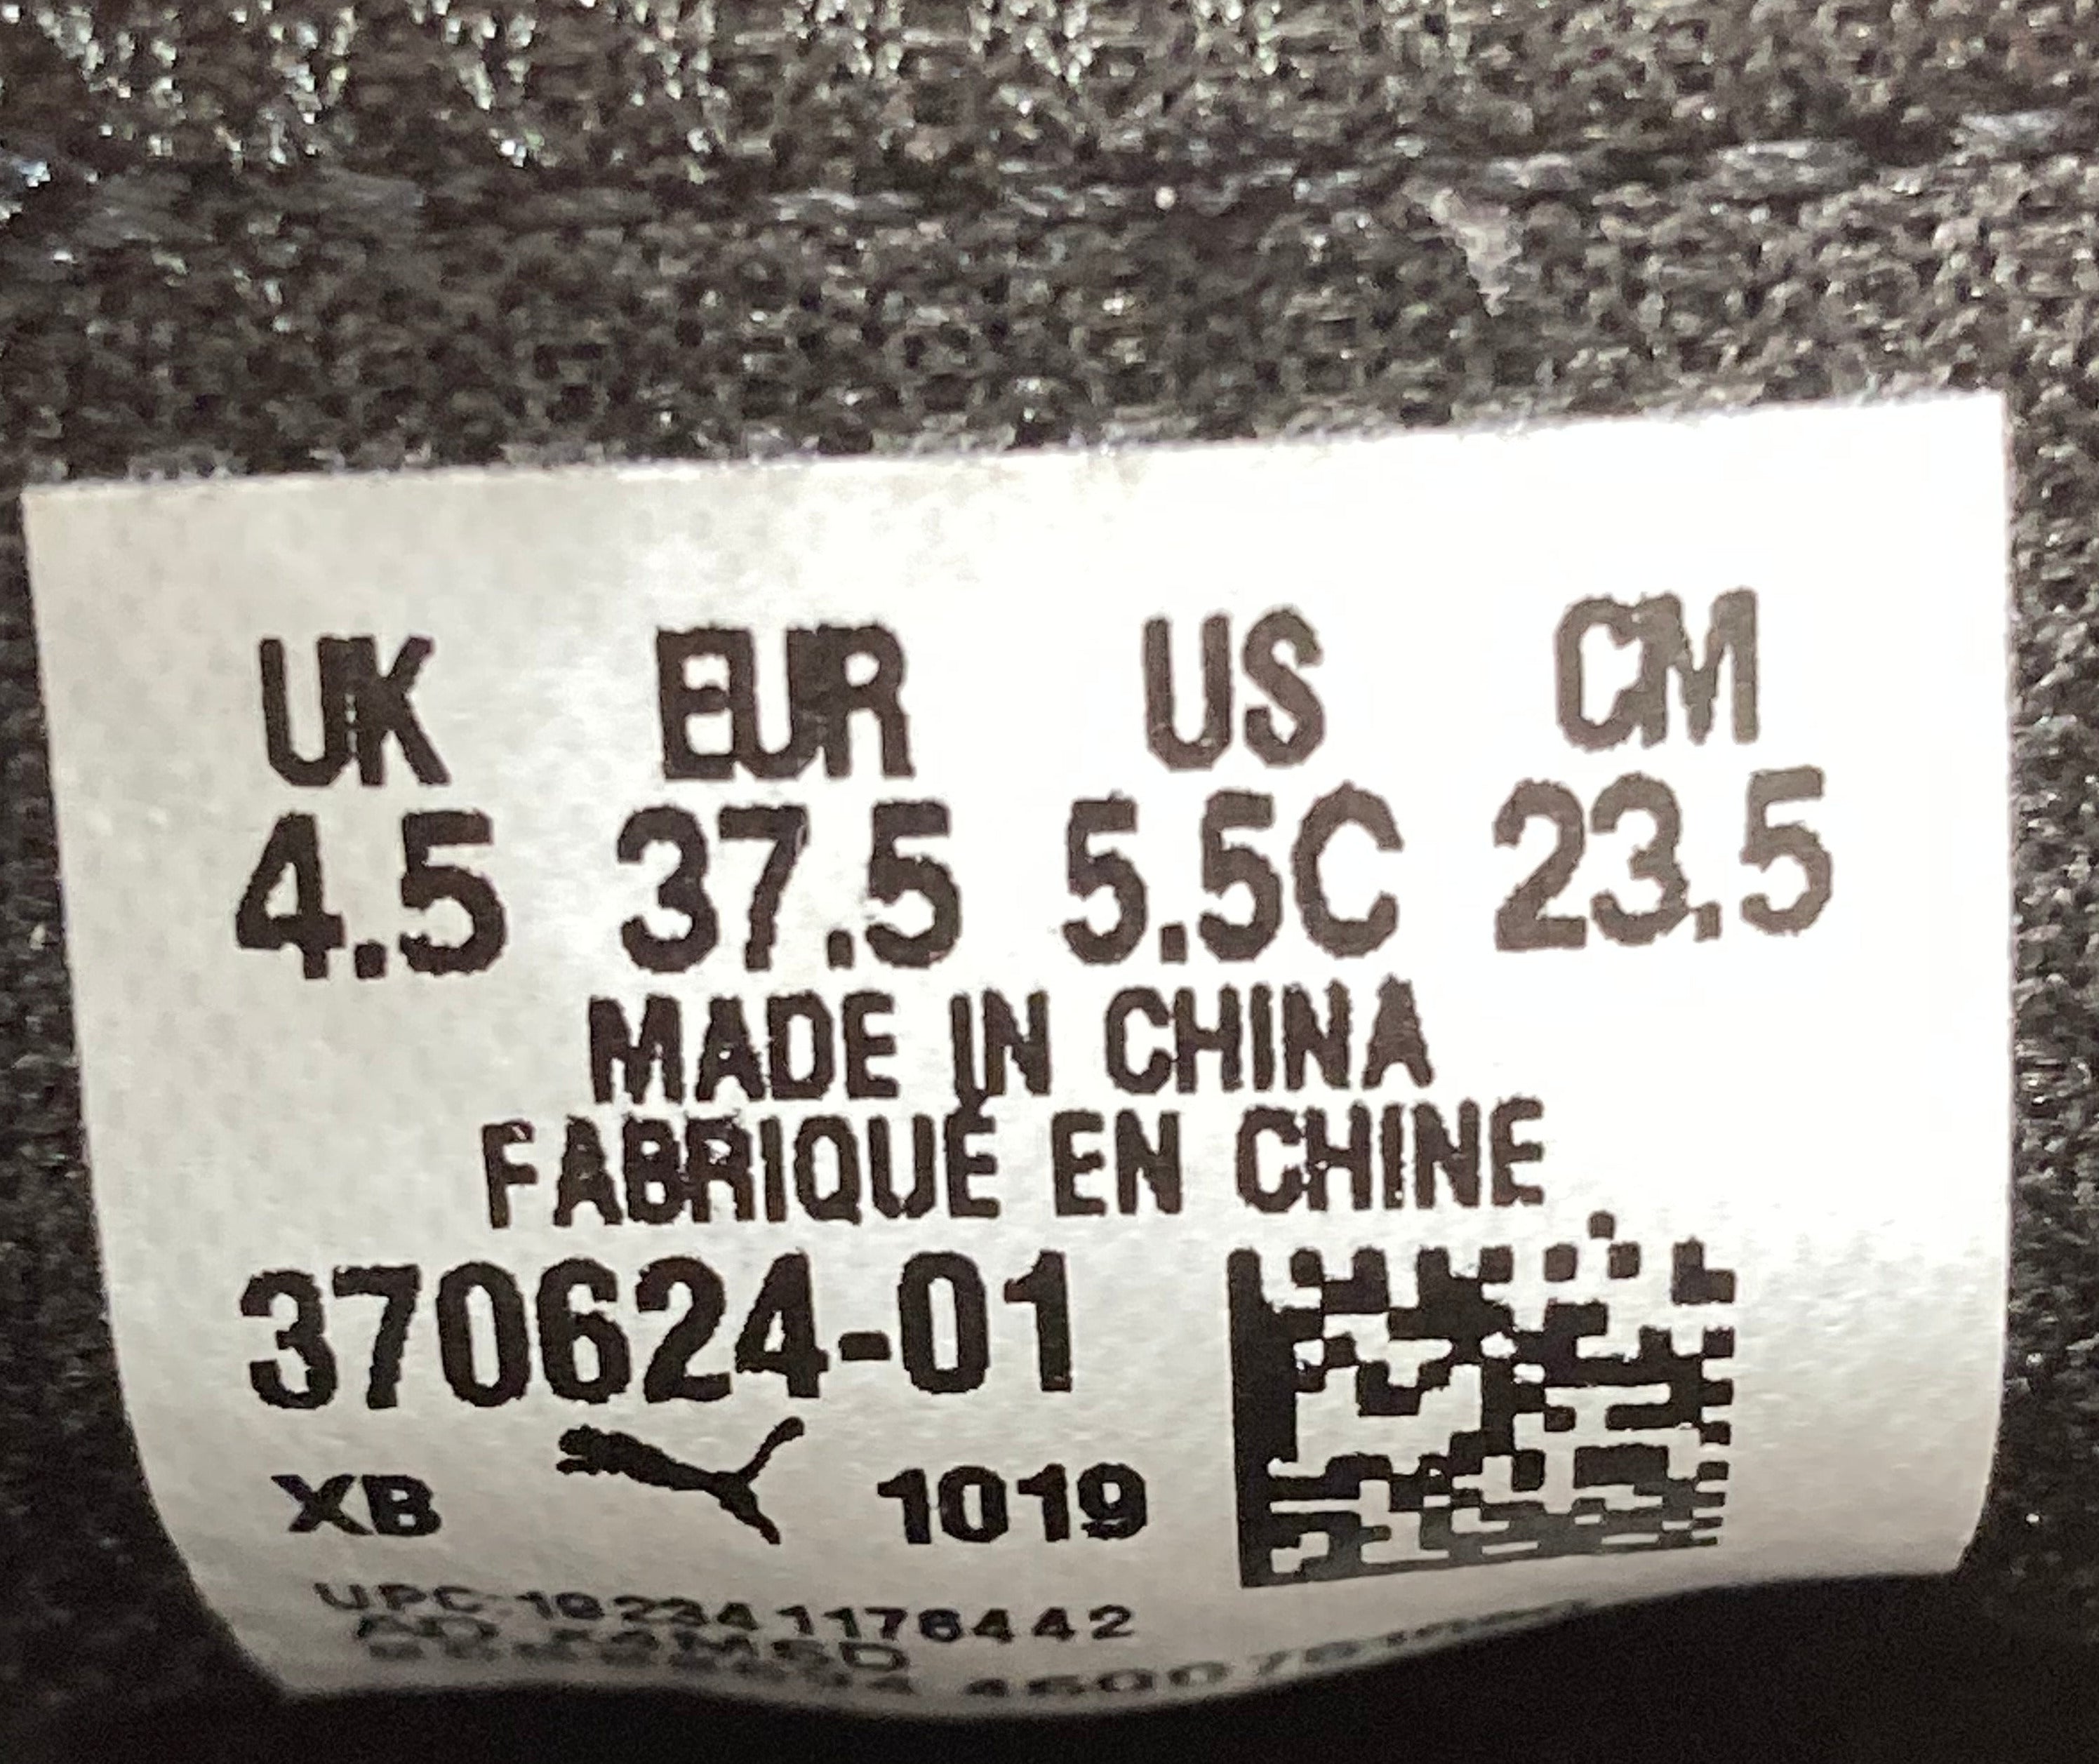 UK EUR US CM
4.5 37.5 5.5C 23.5
MADE IN CHINA
FABRIQUÉ EN CHINE
370624-01
XB 1019
UPC